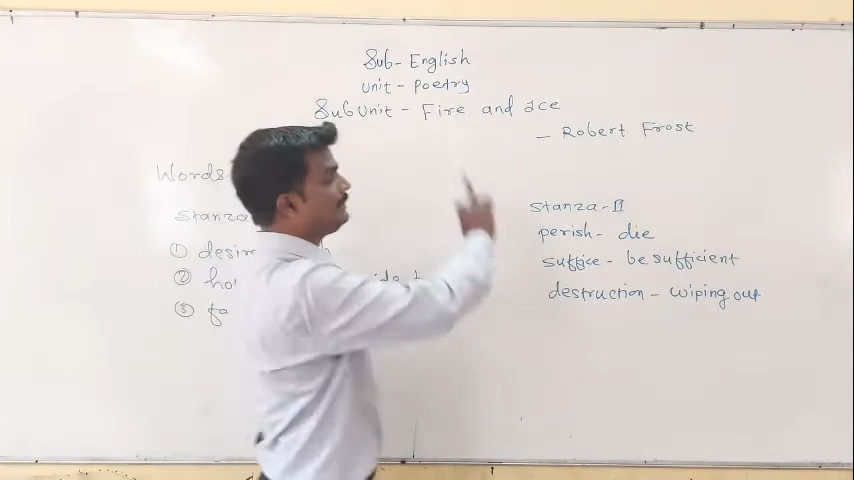 Sub- English
Unit - Poetry
Sub Unit - Fire and Ice
- Robert Frost
Words
Stanza
① 
② 
③ 
Stanza-II
perish- die
suffice - be sufficient
destruction - wiping out